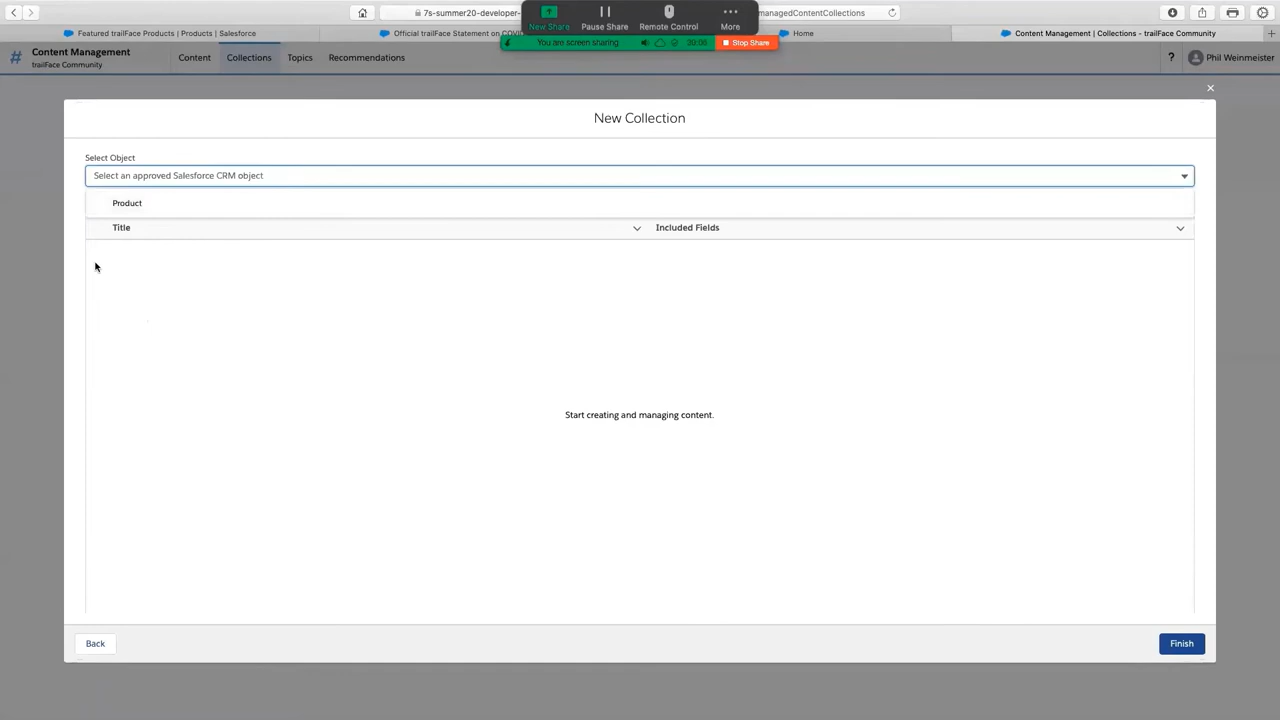 7s-summer20-developer-
managedContentCollections
New Share
Pause Share
Remote Control
More
You are screen sharing
00:06
Stop Share
Featured trailFace Products | Products | Salesforce
Official trailFace Statement on COVID
Home
Content Management | Collections - trailFace Community
Content Management
trailFace Community
Content
Collections
Topics
Recommendations
?
Phil Weinmeister
New Collection
Select Object
Select an approved Salesforce CRM object
Product
Title
Included Fields
Start creating and managing content.
Back
Finish